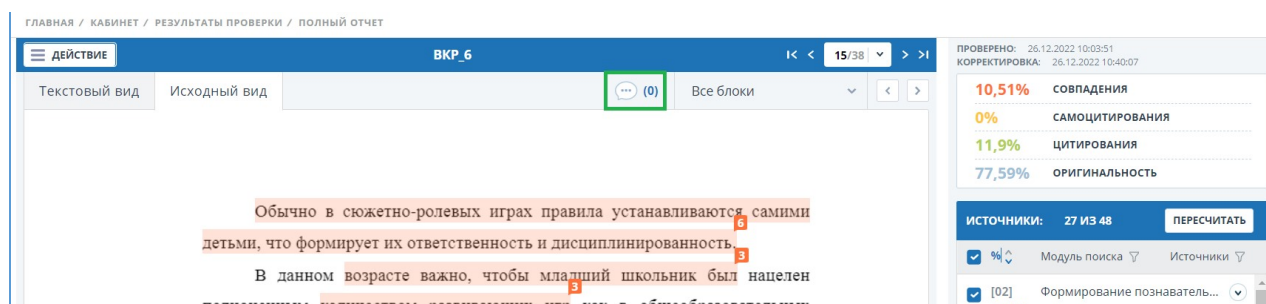 ГЛАВНАЯ / КАБИНЕТ / РЕЗУЛЬТАТЫ ПРОВЕРКИ / ПОЛНЫЙ ОТЧЕТ
ДЕЙСТВИЕ
ВКР_6
15/38
Текстовый вид
Исходный вид
(0)
Все блоки
Обычно в сюжетно-ролевых играх правила устанавливаются самими
6
детьми, что формирует их ответственность и дисциплинированность.
3
В данном возрасте важно, чтобы младший школьник был нацелен
3
ПРОВЕРЕНО: 26.12.2022 10:03:51
КОРРЕКТИРОВКА: 26.12.2022 10:40:07
10,51% СОВПАДЕНИЯ
0% САМОЦИТИРОВАНИЯ
11,9% ЦИТИРОВАНИЯ
77,59% ОРИГИНАЛЬНОСТЬ
ИСТОЧНИКИ: 27 ИЗ 48
ПЕРЕСЧИТАТЬ
% Модуль поиска Источники
[02] Формирование познаватель...